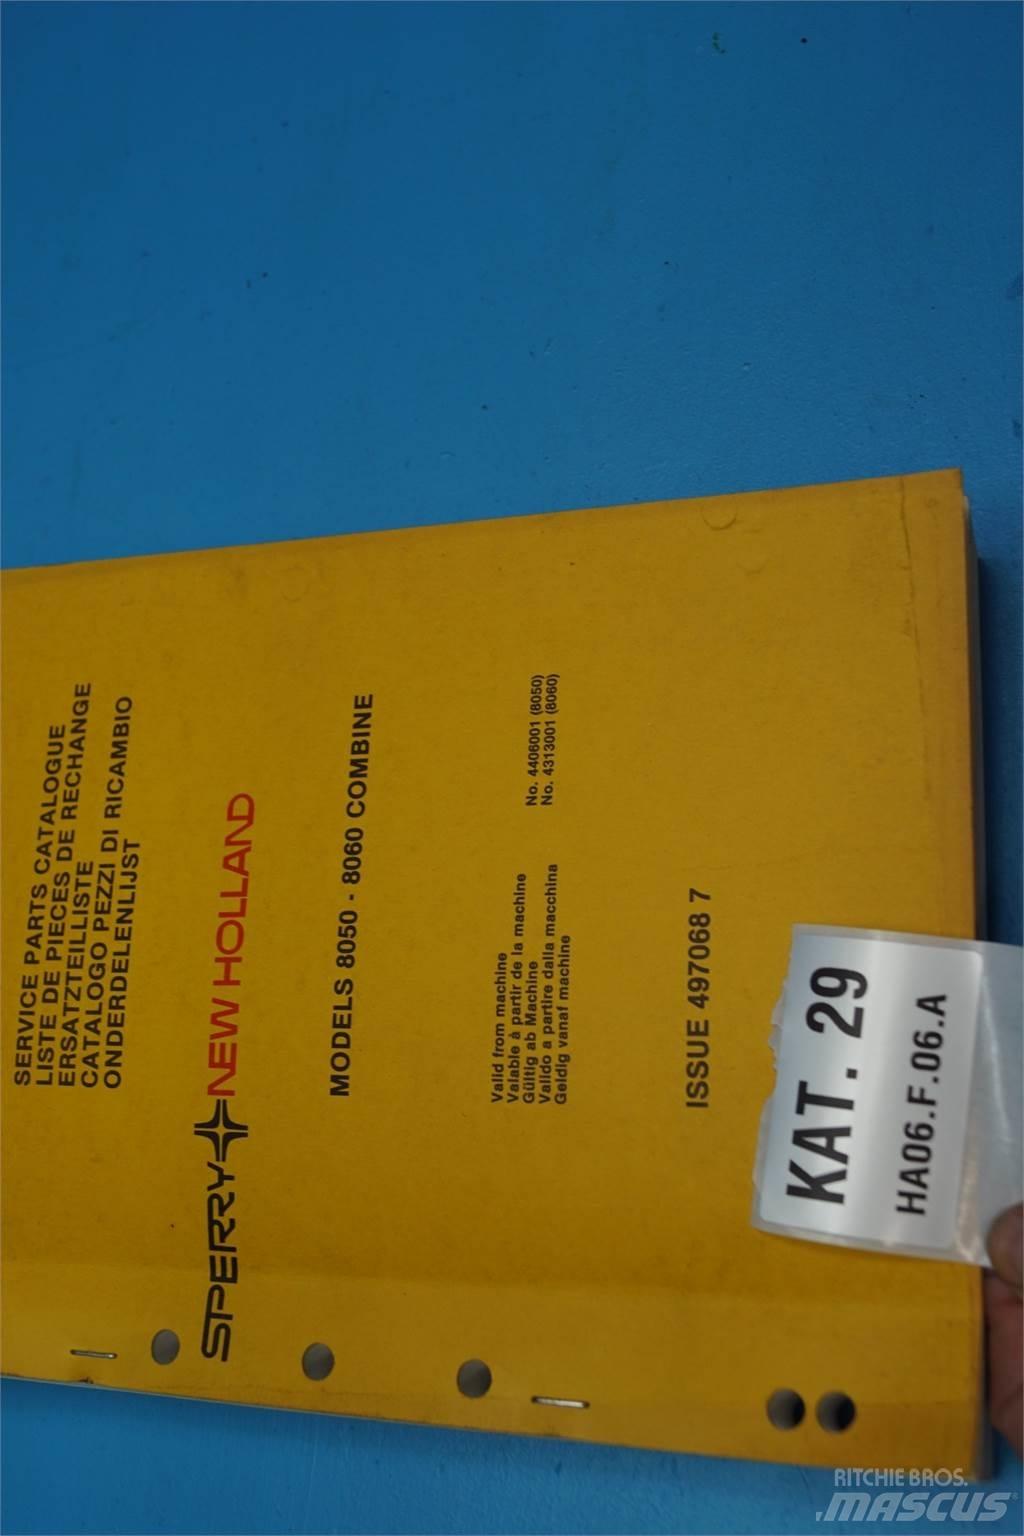 SERVICE PARTS CATALOGUE
LISTE DE PIECES DE RECHANGE
ERSATZTEILLISTE
CATALOGO PEZZI DI RICAMBIO
ONDERDELENLIJST
SPERRY NEW HOLLAND
MODELS 8050 - 8060 COMBINE
Valid from machine
Valable à partir de la machine No. 4406001 (8050)
Gültig ab Machine No. 4313001 (8060)
Valido a partire dalla macchina
Geldig vanaf machine
ISSUE 497068 7
KAT. 29
HA06.F.06.A
RITCHIE BROS.
MASCUS